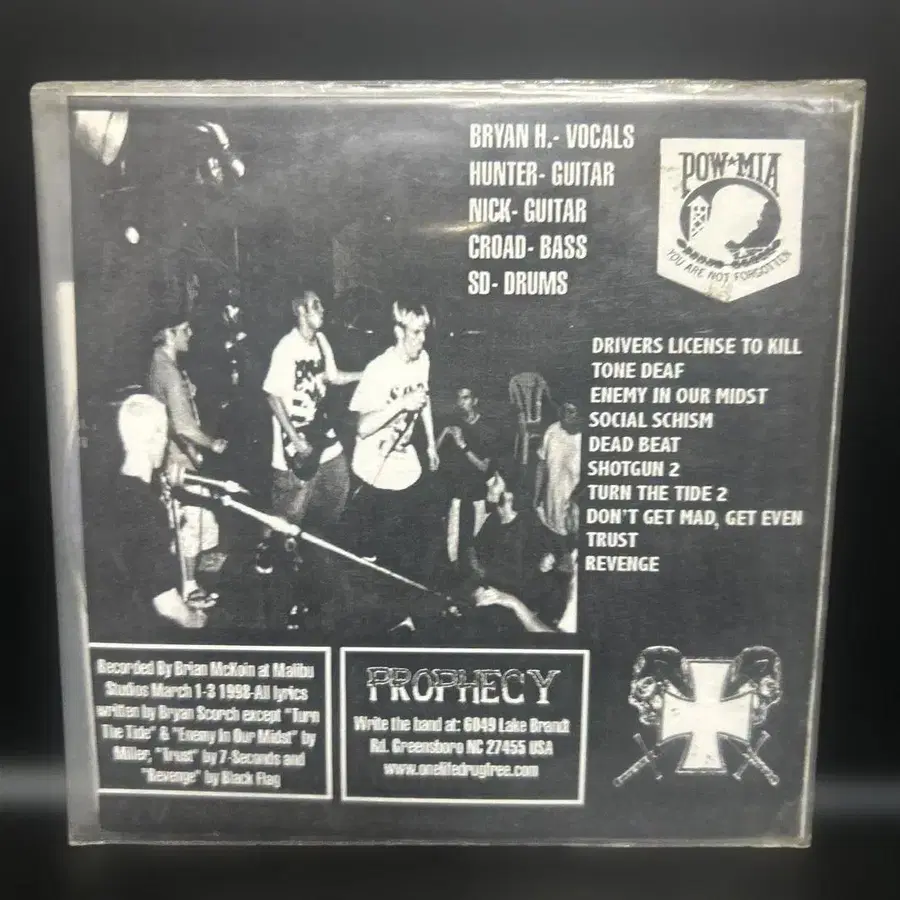 BRYAN H.- VOCALS
HUNTER- GUITAR
NICK- GUITAR
CROAD- BASS
SD- DRUMS
POW★MIA
YOU ARE NOT FORGOTTEN
DRIVERS LICENSE TO KILL
TONE DEAF
ENEMY IN OUR MIDST
SOCIAL SCHISM
DEAD BEAT
SHOTGUN 2
TURN THE TIDE 2
DON'T GET MAD, GET EVEN
TRUST
REVENGE
Recorded By Brian McKoin at Malibu
Studios March 1-3 1998-All lyrics
written by Bryan Scorch except "Turn
The Tide" & "Enemy In Our Midst" by
Miller, "Trust" by 7-Seconds and
"Revenge" by Black Flag
PROPHECY
Write the band at: 6049 Lake Brandt
Rd. Greensboro NC 27455 USA
www.onelifedrugfree.com